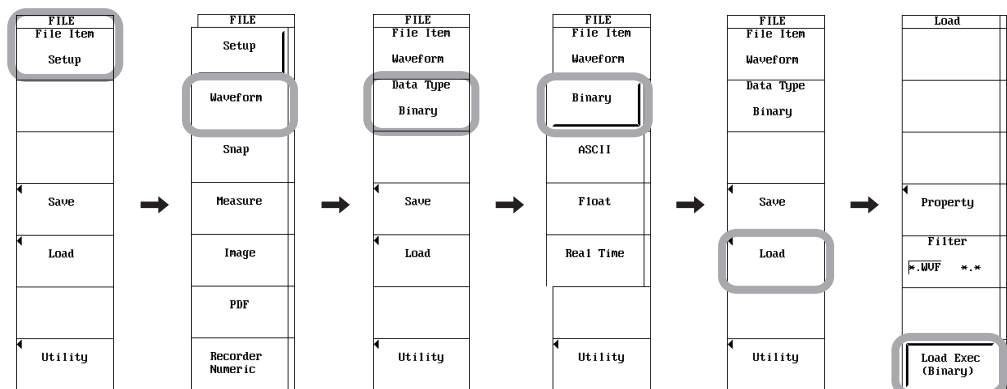 FILE
File Item
Setup
Save
Load
Utility
FILE
Setup
Waveform
Snap
Measure
Image
PDF
Recorder
Numeric
FILE
File Item
Waveform
Data Type
Binary
Save
Load
Utility
FILE
File Item
Waveform
Binary
ASCII
Float
Real Time
Utility
FILE
File Item
Waveform
Data Type
Binary
Save
Load
Utility
Load
Property
Filter
*.WVF *.*
Load Exec
(Binary)